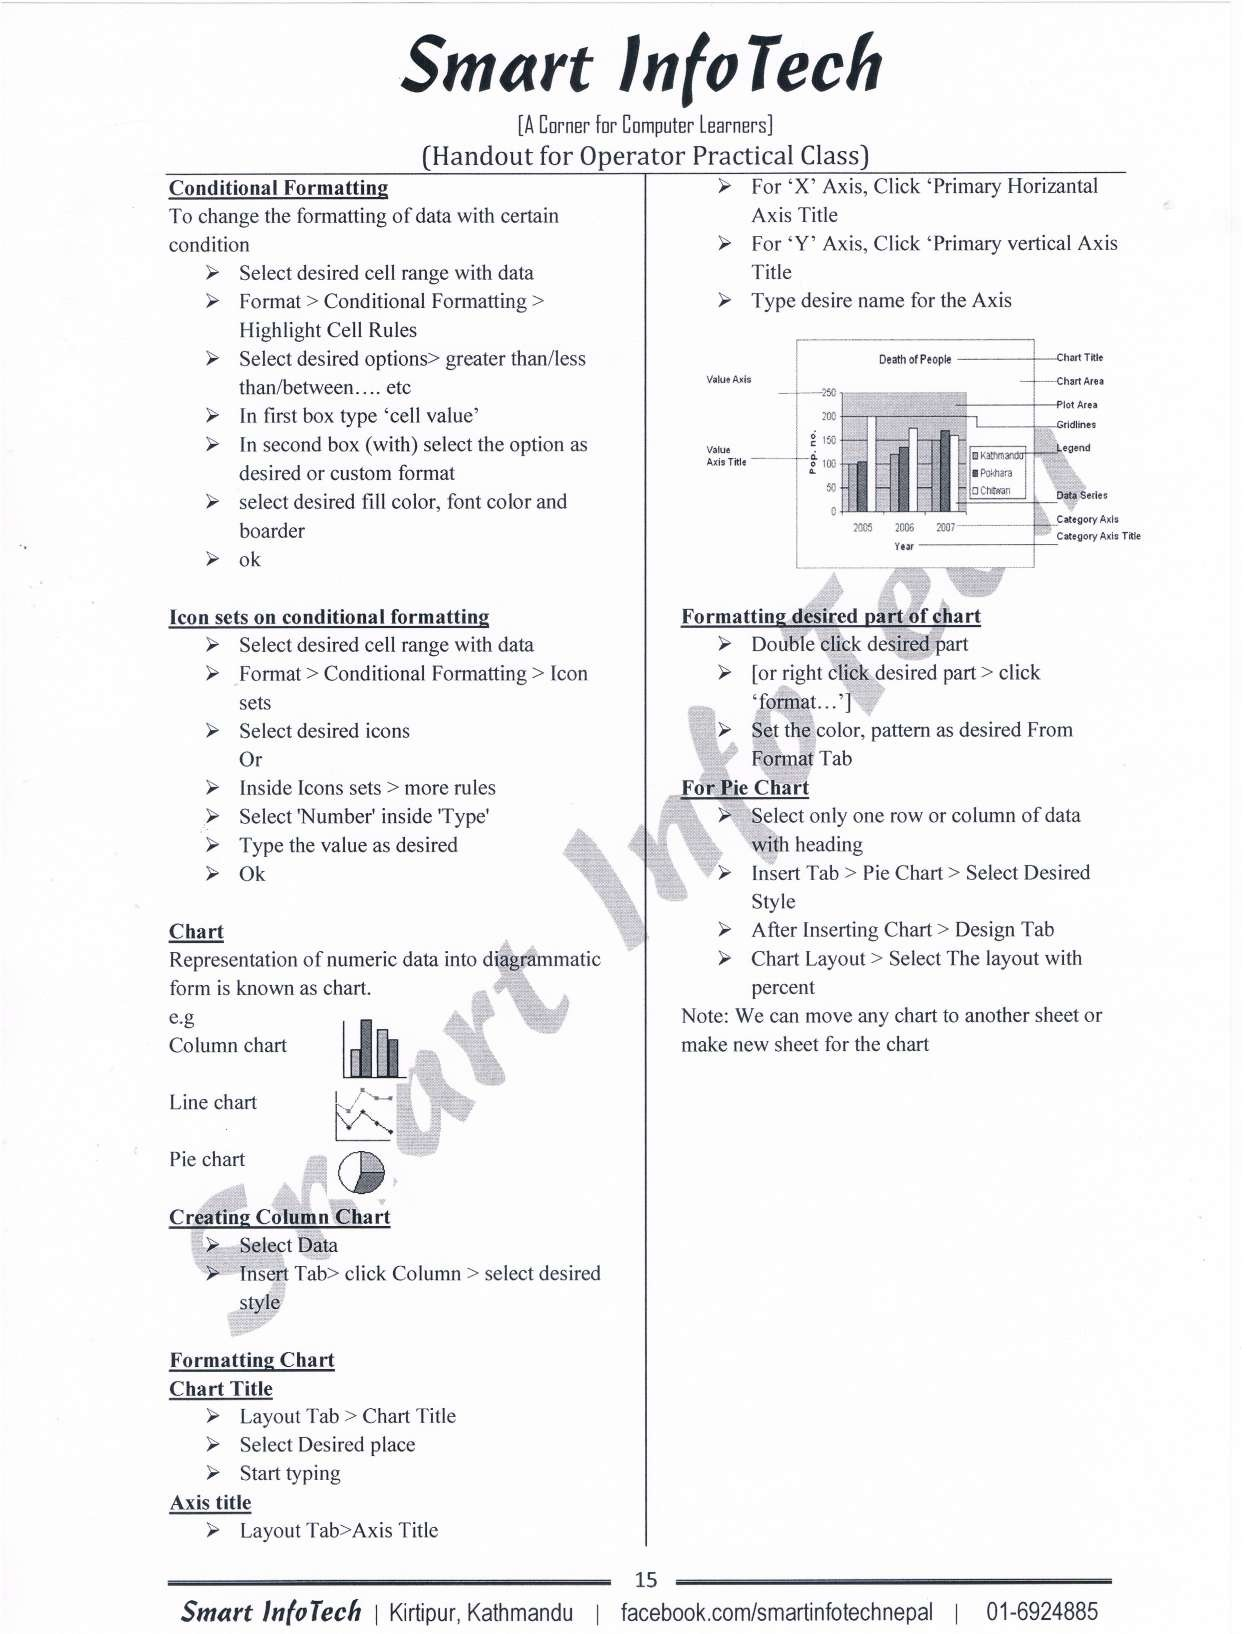 Smart InfoTech
[A Corner for Computer Learners]
(Handout for Operator Practical Class)
Conditional Formatting
To change the formatting of data with certain
condition
➢ Select desired cell range with data
➢ Format > Conditional Formatting >
Highlight Cell Rules
➢ Select desired options> greater than/less
than/between…. etc
➢ In first box type ‘cell value’
➢ In second box (with) select the option as
desired or custom format
➢ select desired fill color, font color and
boarder
➢ ok
Icon sets on conditional formatting
➢ Select desired cell range with data
➢ Format > Conditional Formatting > Icon
sets
➢ Select desired icons
Or
➢ Inside Icons sets > more rules
➢ Select 'Number' inside 'Type'
➢ Type the value as desired
➢ Ok
Chart
Representation of numeric data into diagrammatic
form is known as chart.
e.g
Column chart
Line chart
Pie chart
Creating Column Chart
➢ Select Data
➢ Insert Tab> click Column > select desired
style
Formatting Chart
Chart Title
➢ Layout Tab > Chart Title
➢ Select Desired place
➢ Start typing
Axis title
➢ Layout Tab>Axis Title
➢ For ‘X’ Axis, Click ‘Primary Horizantal
Axis Title
➢ For ‘Y’ Axis, Click ‘Primary vertical Axis
Title
➢ Type desire name for the Axis
Death of People
Chart Title
Value Axis
Chart Area
250
Plot Area
200
Gridlines
150
Value
Axis Title
Pop. no.
Legend
Kathmandu
100
Pokhara
50
Chitwan
Data Series
0
Category Axis
2005 2006 2007
Category Axis Title
Year
Formatting desired part of chart
➢ Double click desired part
➢ [or right click desired part > click
‘format…’]
➢ Set the color, pattern as desired From
Format Tab
For Pie Chart
➢ Select only one row or column of data
with heading
➢ Insert Tab > Pie Chart > Select Desired
Style
➢ After Inserting Chart > Design Tab
➢ Chart Layout > Select The layout with
percent
Note: We can move any chart to another sheet or
make new sheet for the chart
Smart InfoTech
15
Smart InfoTech | Kirtipur, Kathmandu | facebook.com/smartinfotechnepal | 01-6924885